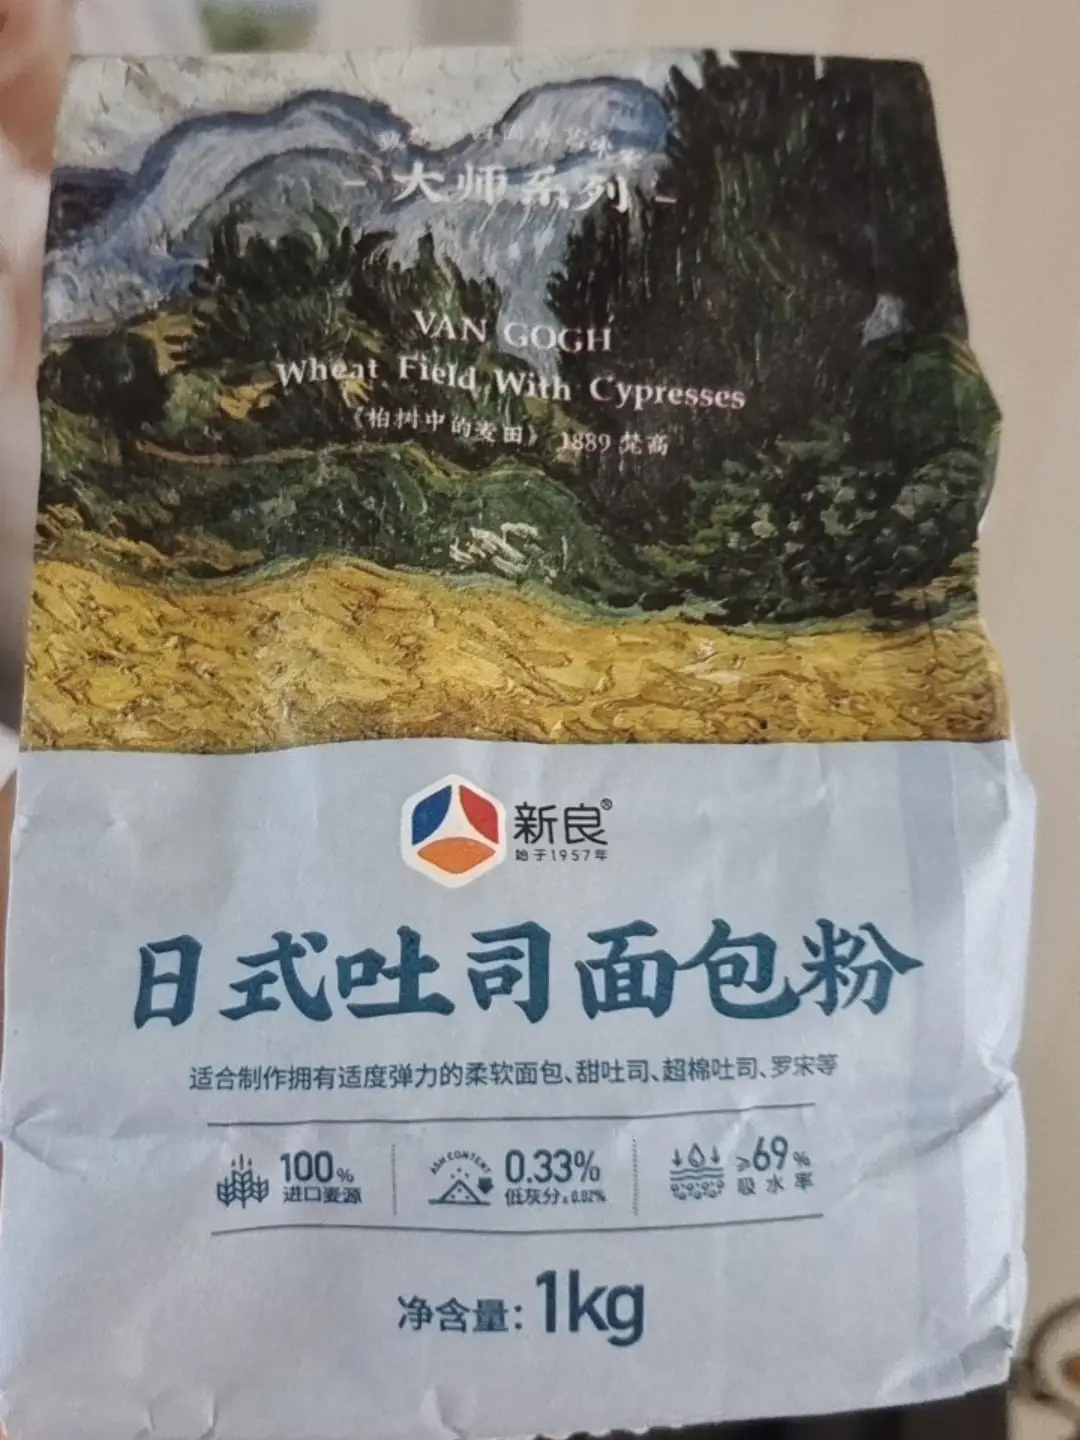 大师系列
VAN GOGH
Wheat Field With Cypresses
《柏树中的麦田》 1889 梵高
新良®
始于1957年
日式吐司面包粉
适合制作拥有适度弹力的柔软面包、甜吐司、超棉吐司、罗宋等
100%
进口麦源
ASH CONTENT
0.33%
低灰分±0.02%
≥69%
吸水率
净含量:1kg